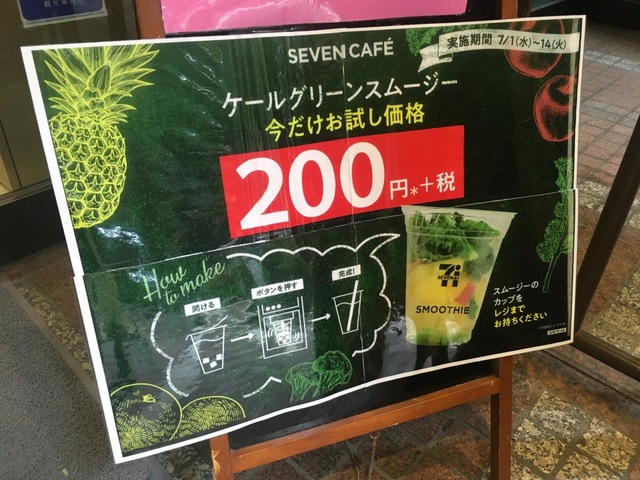 実施期間 7/1(水)~14(火)
SEVEN CAFÉ
ケールグリーンスムージー
今だけお試し価格
200円*+税
How to make
開ける
ボタンを押す
完成!
7i
SEVEN&i
SMOOTHIE
スムージーの
カップを
レジまで
お持ちください